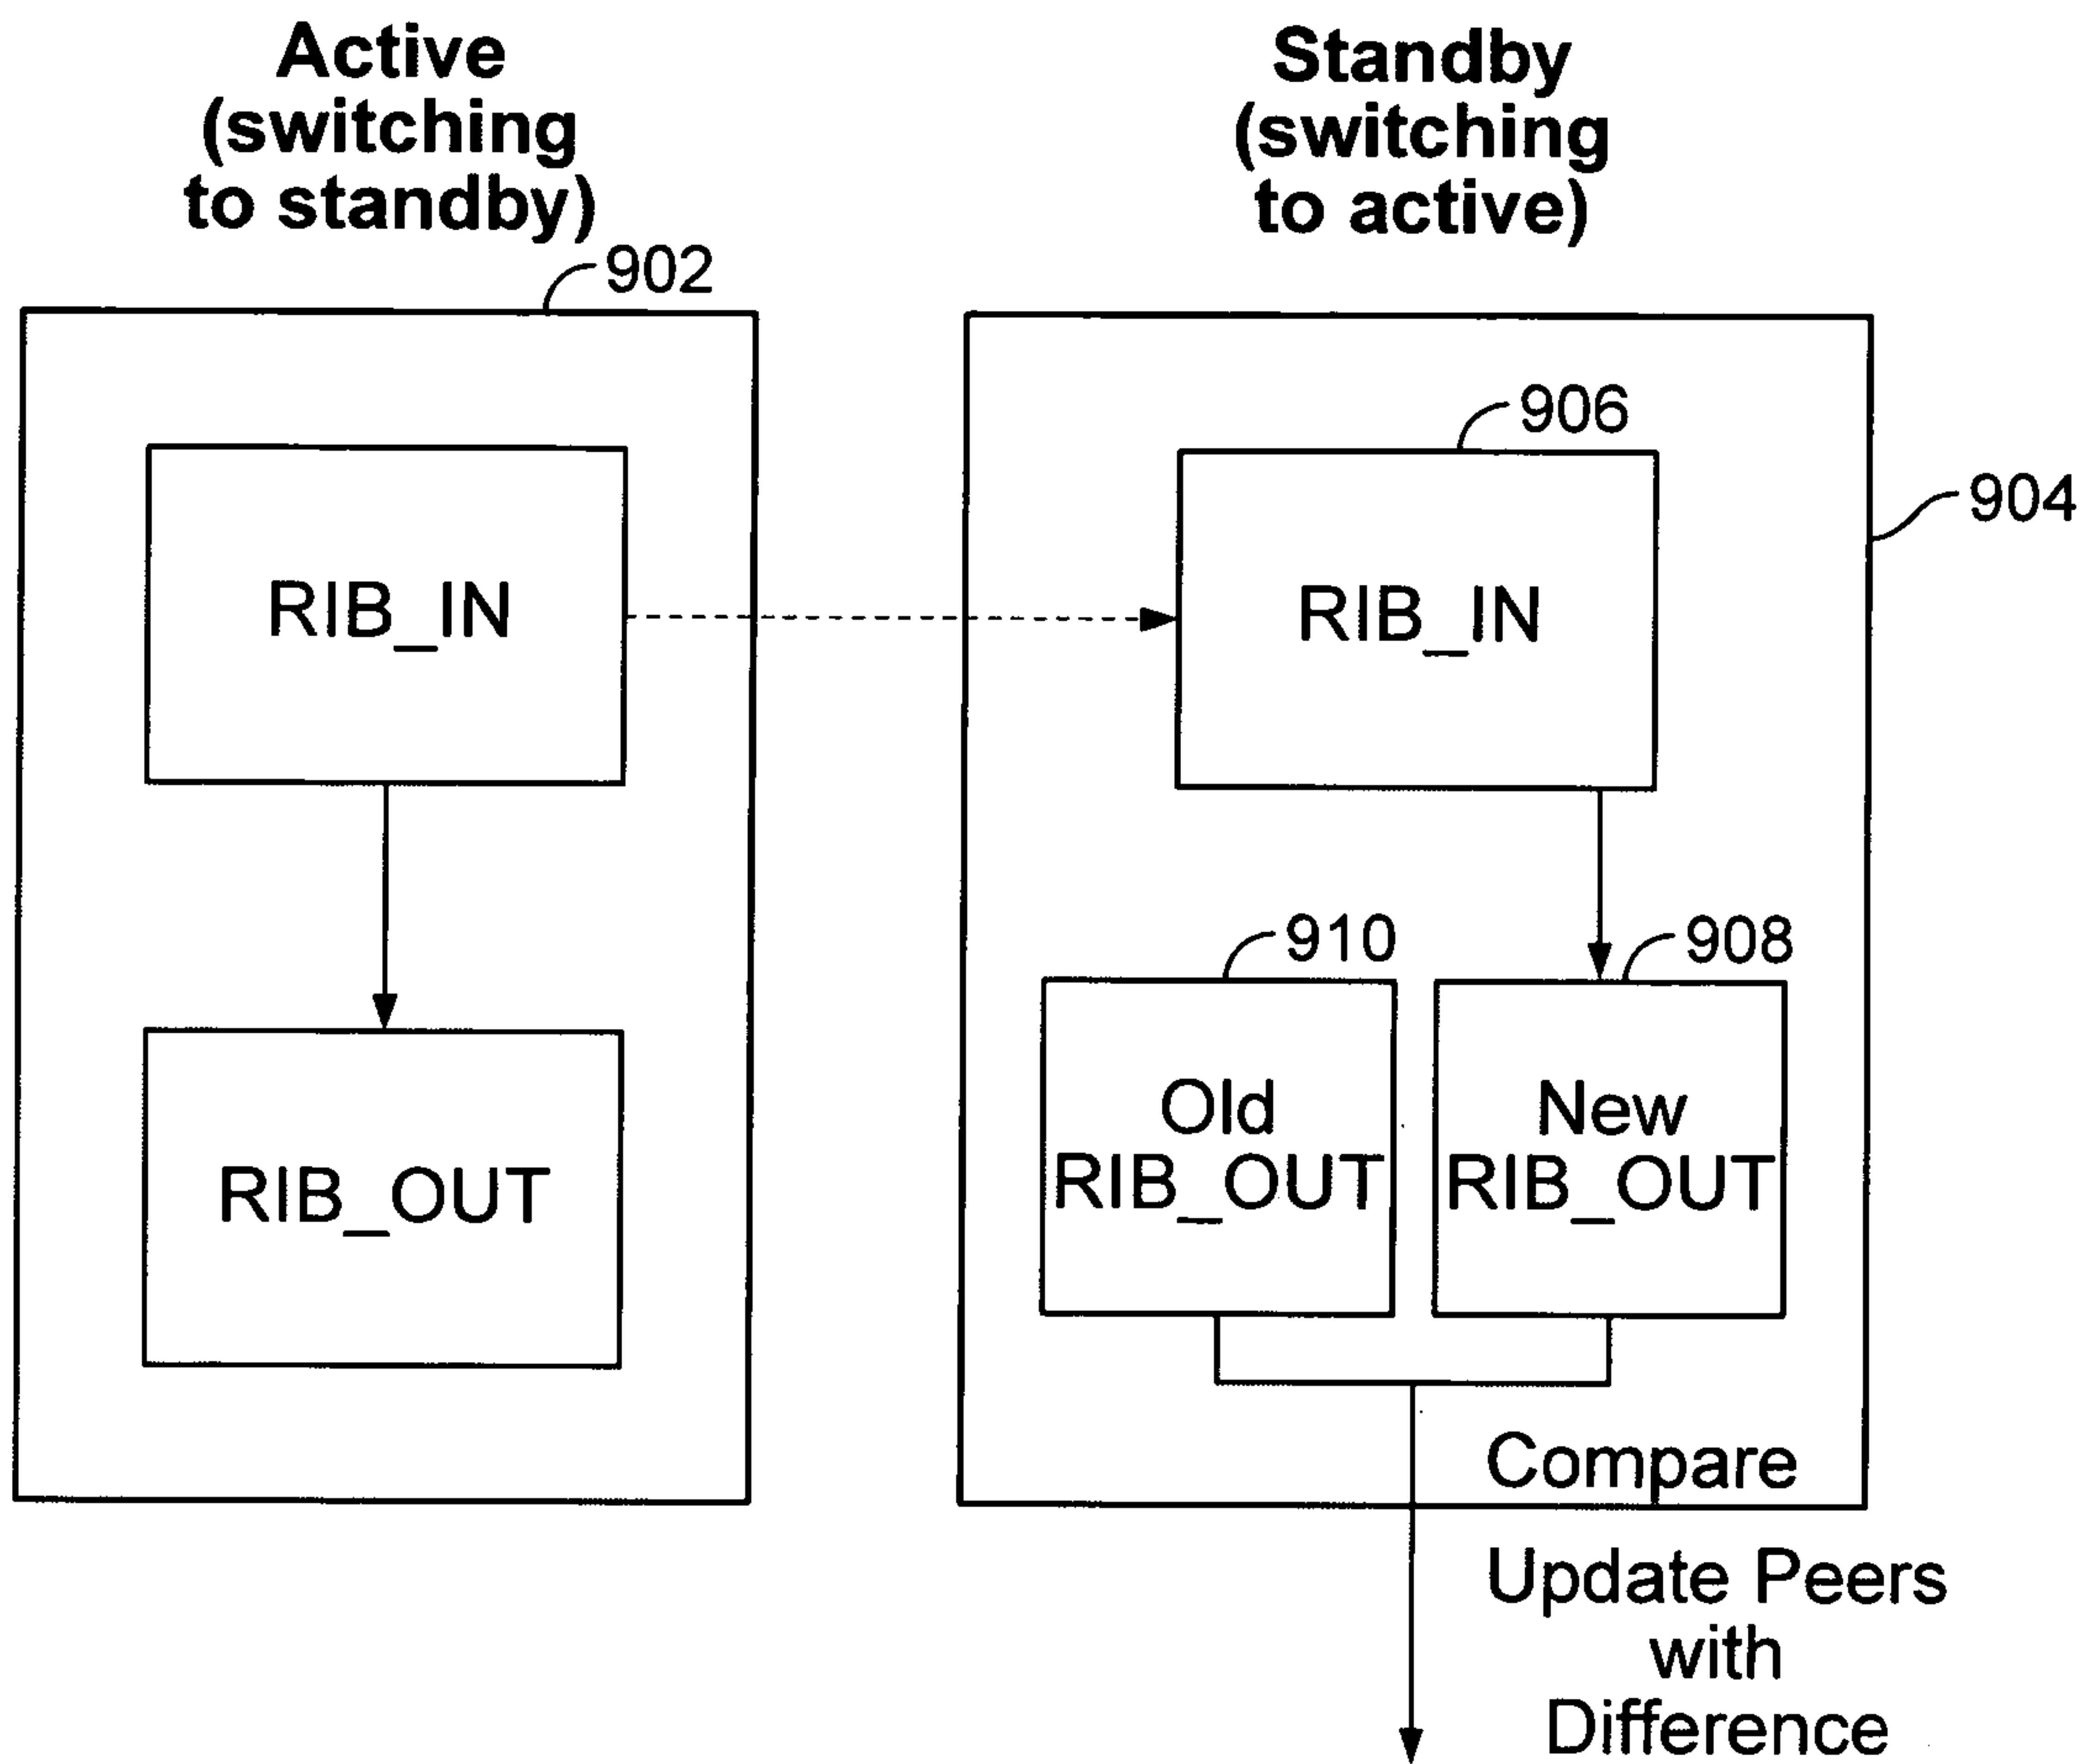 Active
(switching
to standby)
902
Standby
(switching
to active)
906
904
RIB_IN
RIB_IN
910
908
Old
RIB_OUT
New
RIB_OUT
RIB_OUT
Compare
Update Peers
with
Difference